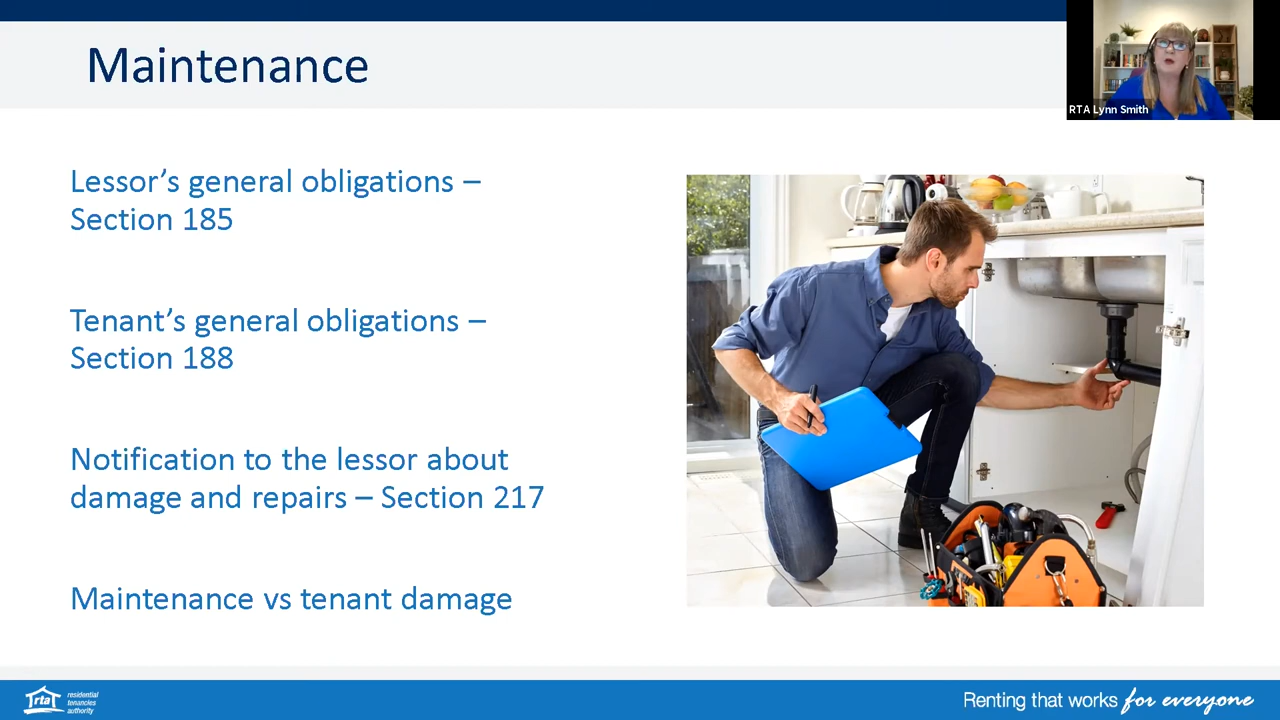 Maintenance
RTA Lynn Smith
Lessor’s general obligations –
Section 185
Tenant’s general obligations –
Section 188
Notification to the lessor about
damage and repairs – Section 217
Maintenance vs tenant damage
rta
residential
tenancies
authority
Renting that works for everyone